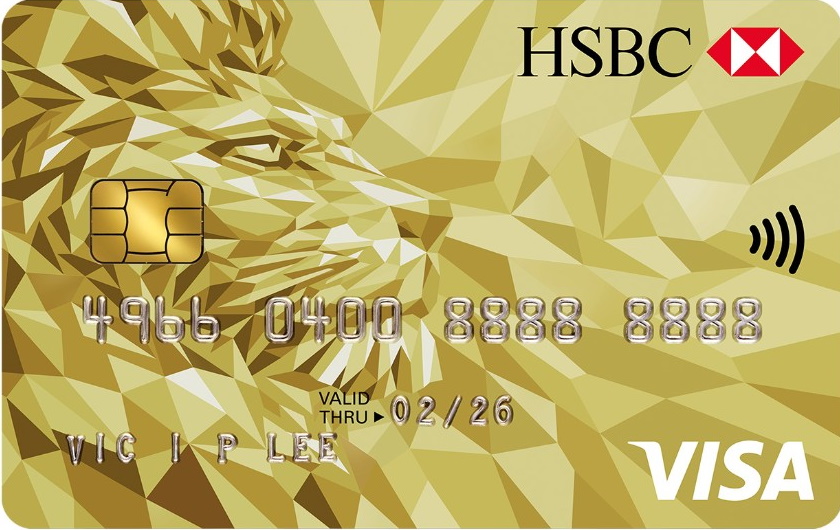 HSBC
4966 0400 8888 8888
VALID
THRU ▸ 02/26
VIC I P LEE
VISA